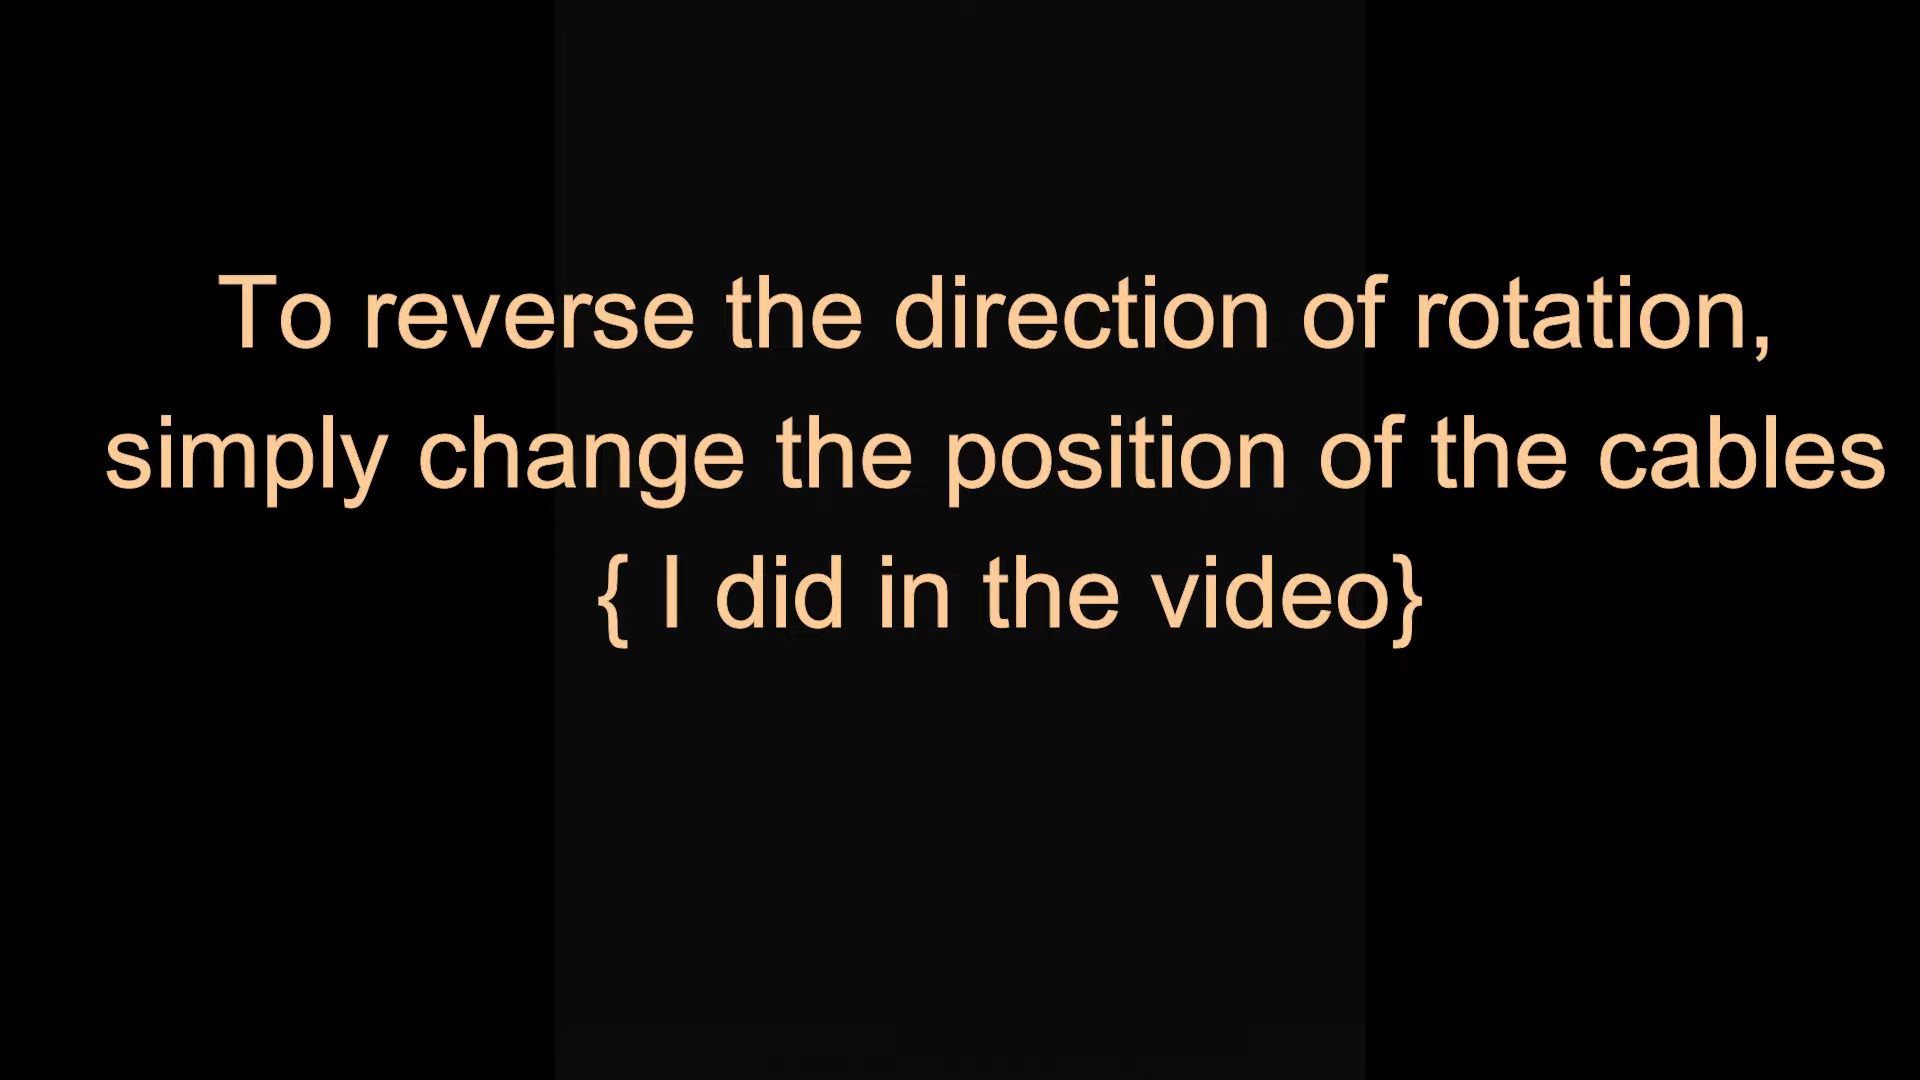 To reverse the direction of rotation,
simply change the position of the cables
{ I did in the video}